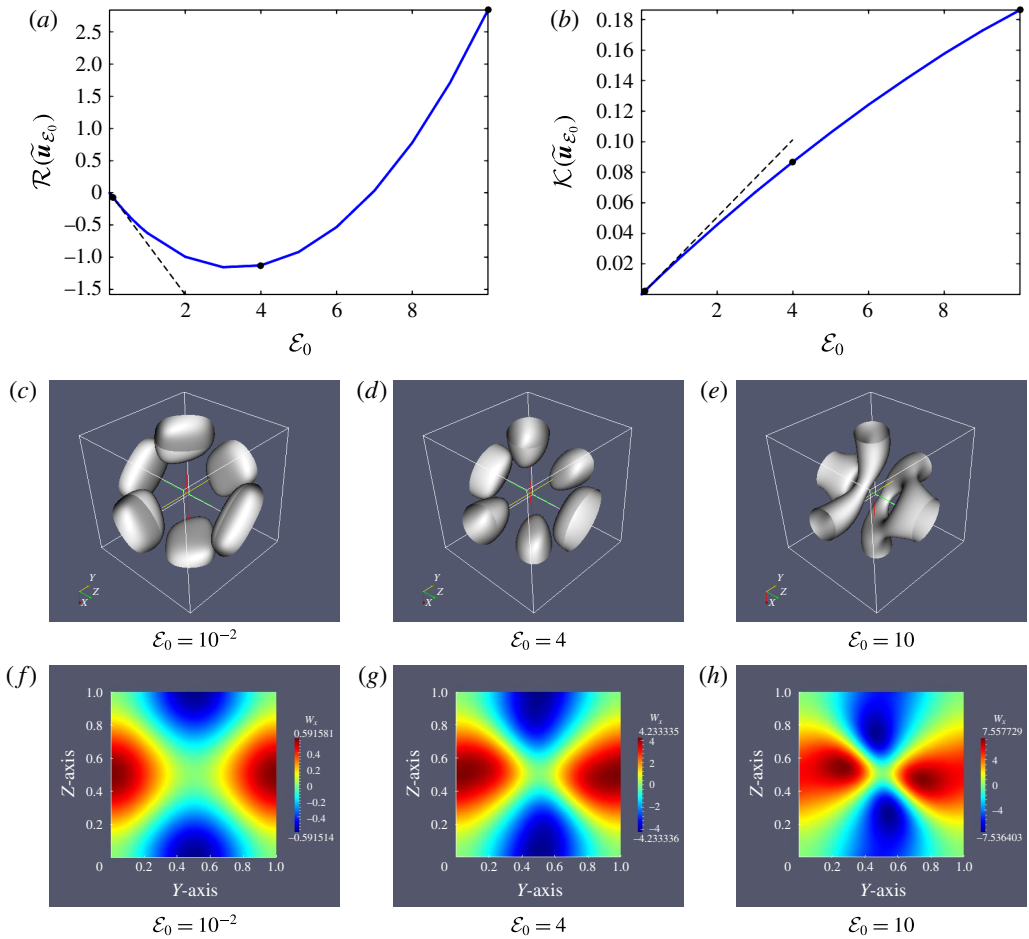 (a)
2.5
2.0
1.5
1.0
0.5
0
−0.5
−1.0
−1.5
2 4 6 8
ℛ(ũ_ℰ₀)
ℰ₀
(b)
0.18
0.16
0.14
0.12
0.10
0.08
0.06
0.04
0.02
2 4 6 8
𝒦(ũ_ℰ₀)
ℰ₀
(c)
Y
Z
X
ℰ₀ = 10⁻²
(d)
Y
Z
X
ℰ₀ = 4
(e)
Y
Z
X
ℰ₀ = 10
(f)
1.0
0.8
0.6
0.4
0.2
0 0.2 0.4 0.6 0.8 1.0
Z-axis
Y-axis
Wₓ
0.591581
0.4
0.2
0
−0.2
−0.4
−0.591514
ℰ₀ = 10⁻²
(g)
1.0
0.8
0.6
0.4
0.2
0 0.2 0.4 0.6 0.8 1.0
Z-axis
Y-axis
Wₓ
4.233335
4
2
0
−2
−4
−4.233336
ℰ₀ = 4
(h)
1.0
0.8
0.6
0.4
0.2
0 0.2 0.4 0.6 0.8 1.0
Z-axis
Y-axis
Wₓ
7.557729
4
0
−4
−7.536403
ℰ₀ = 10